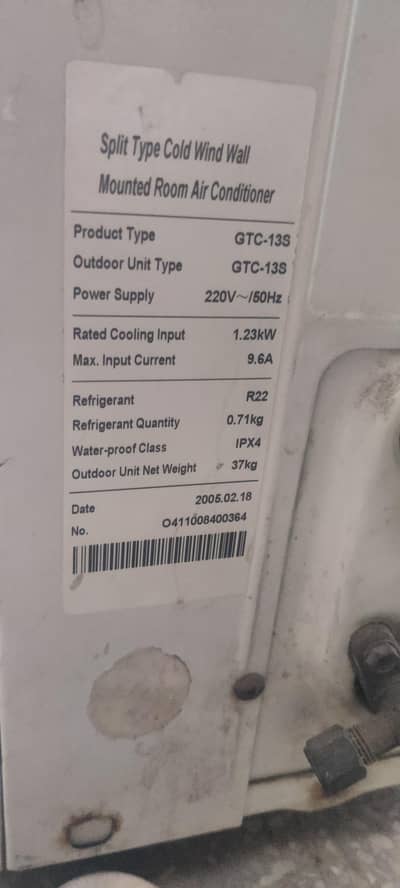 Split Type Cold Wind Wall
Mounted Room Air Conditioner
Product Type GTC-13S
Outdoor Unit Type GTC-13S
Power Supply 220V～/50Hz
Rated Cooling Input 1.23kW
Max. Input Current 9.6A
Refrigerant R22
Refrigerant Quantity 0.71kg
Water-proof Class IPX4
Outdoor Unit Net Weight 37kg
Date 2005.02.18
No. O411008400364